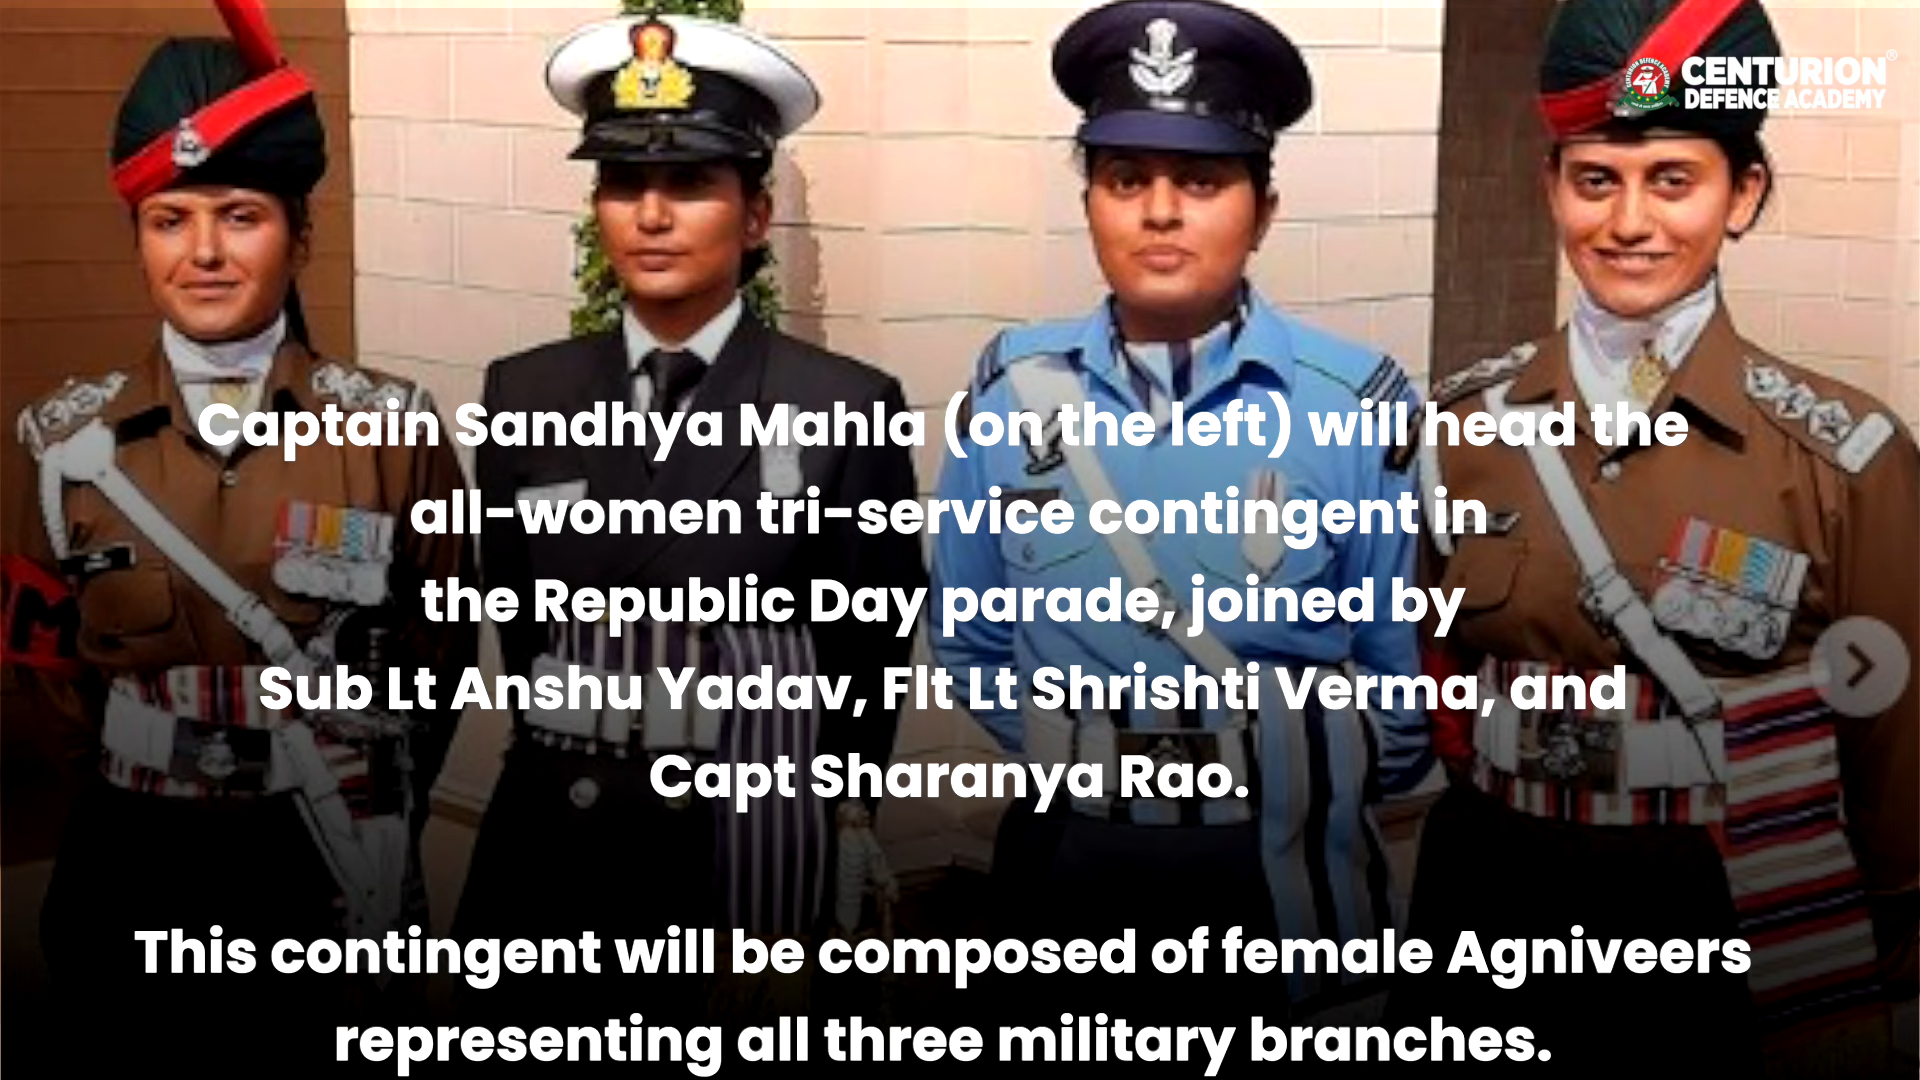 CENTURION®
DEFENCE ACADEMY
Captain Sandhya Mahla (on the left) will head the
all-women tri-service contingent in
the Republic Day parade, joined by
Sub Lt Anshu Yadav, Flt Lt Shrishti Verma, and
Capt Sharanya Rao.
This contingent will be composed of female Agniveers
representing all three military branches.